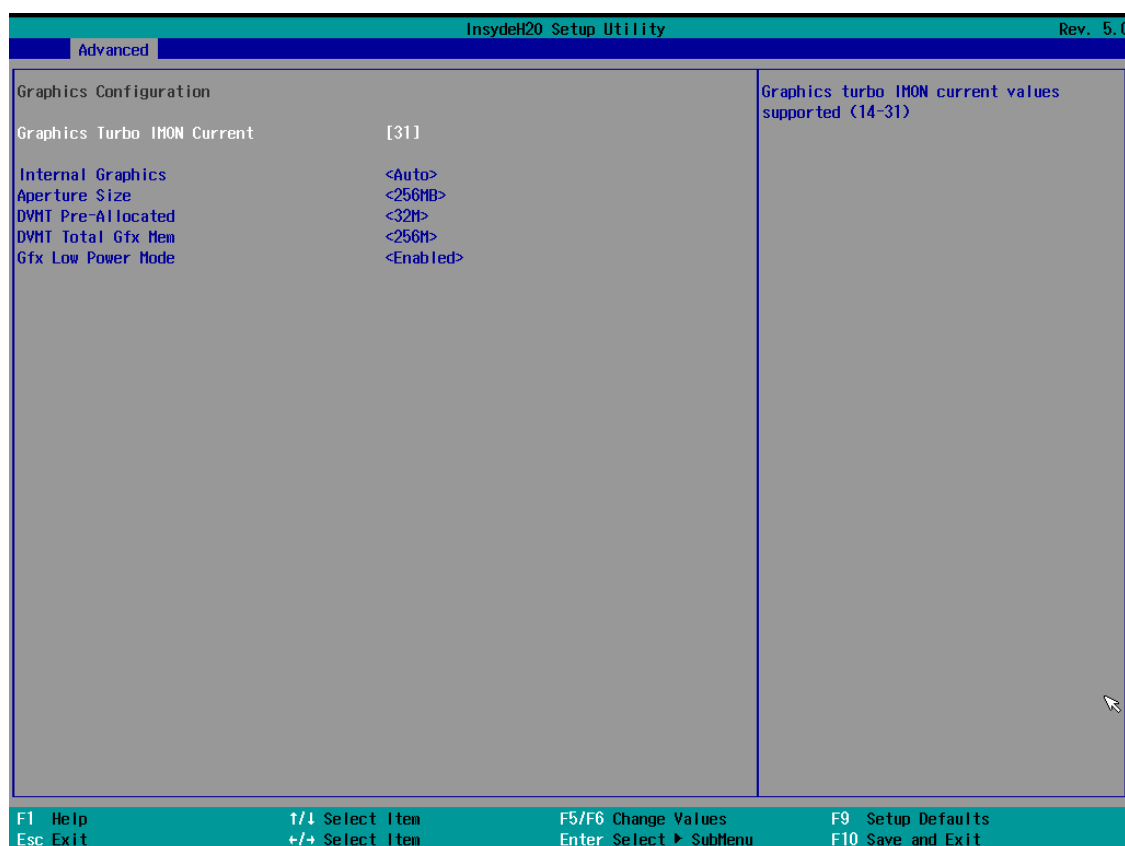 InsydeH20 Setup Utility Rev. 5.
Advanced
Graphics Configuration
Graphics Turbo IMON Current [31]
Internal Graphics <Auto>
Aperture Size <256MB>
DVMT Pre-Allocated <32M>
DVMT Total Gfx Mem <256M>
Gfx Low Power Mode <Enabled>
Graphics turbo IMON current values
supported (14-31)
F1 Help ↑/↓ Select Item F5/F6 Change Values F9 Setup Defaults
Esc Exit ←/→ Select Item Enter Select ▶ SubMenu F10 Save and Exit